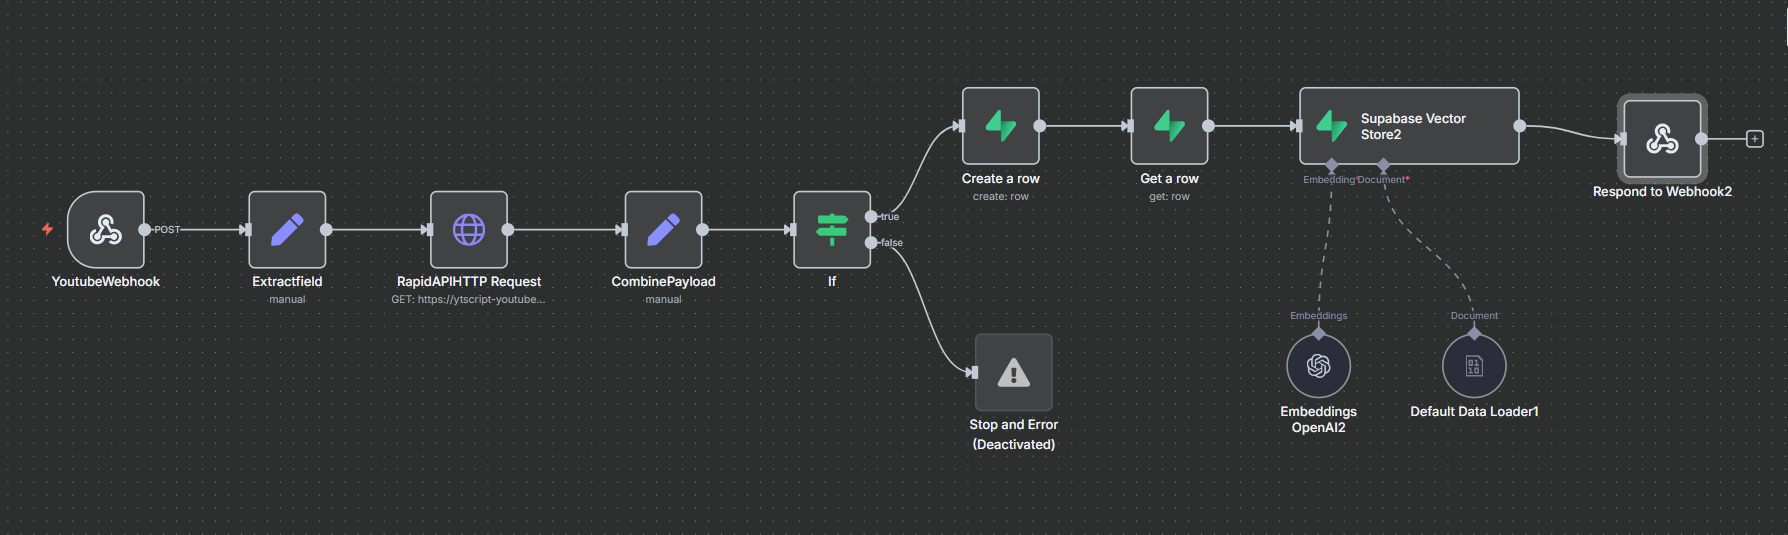 POST
YoutubeWebhook
Extractfield
manual
RapidAPIHTTP Request
GET: https://ytscript-youtube...
CombinePayload
manual
true
false
If
Create a row
create: row
Get a row
get: row
Supabase Vector
Store2
Embedding
Document*
Respond to Webhook2
+
Stop and Error
(Deactivated)
Embeddings
Embeddings
OpenAI2
Document
0110
Default Data Loader1